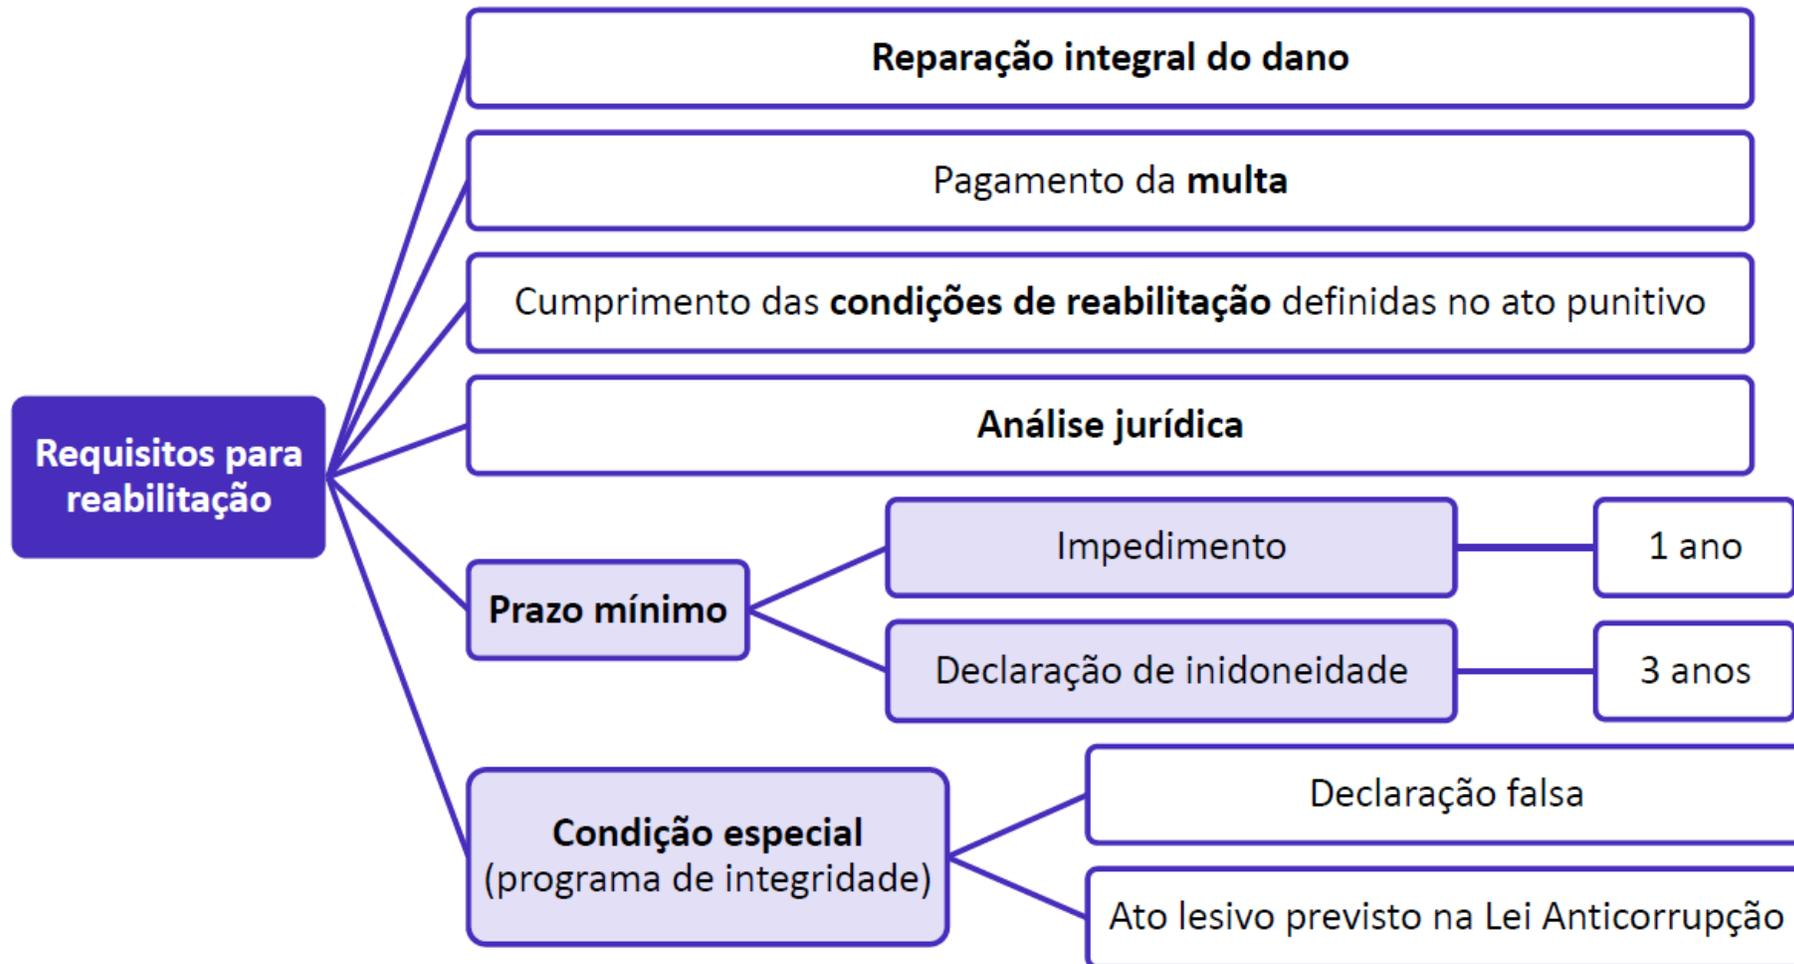 Reparação integral do dano
Pagamento da multa
Cumprimento das condições de reabilitação definidas no ato punitivo
Análise jurídica
Requisitos para
reabilitação
Prazo mínimo
Impedimento
1 ano
Declaração de inidoneidade
3 anos
Condição especial
(programa de integridade)
Declaração falsa
Ato lesivo previsto na Lei Anticorrupção